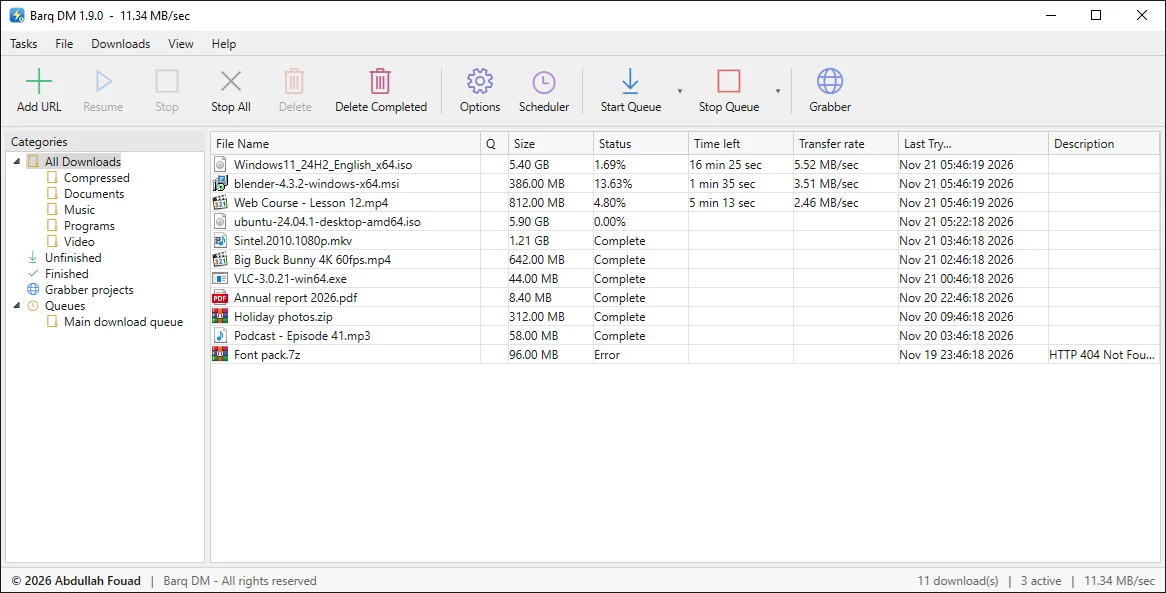 Barq DM 1.9.0 - 11.34 MB/sec
Tasks File Downloads View Help
Add URL Resume Stop Stop All Delete Delete Completed Options Scheduler Start Queue Stop Queue Grabber
Categories
All Downloads
Compressed
Documents
Music
Programs
Video
Unfinished
Finished
Grabber projects
Queues
Main download queue
File Name Q Size Status Time left Transfer rate Last Try... Description
Windows11_24H2_English_x64.iso 5.40 GB 1.69% 16 min 25 sec 5.52 MB/sec Nov 21 05:46:19 2026
blender-4.3.2-windows-x64.msi 386.00 MB 13.63% 1 min 35 sec 3.51 MB/sec Nov 21 05:46:19 2026
Web Course - Lesson 12.mp4 812.00 MB 4.80% 5 min 13 sec 2.46 MB/sec Nov 21 05:46:19 2026
ubuntu-24.04.1-desktop-amd64.iso 5.90 GB 0.00% Nov 21 05:22:18 2026
Sintel.2010.1080p.mkv 1.21 GB Complete Nov 21 03:46:18 2026
Big Buck Bunny 4K 60fps.mp4 642.00 MB Complete Nov 21 02:46:18 2026
VLC-3.0.21-win64.exe 44.00 MB Complete Nov 21 00:46:18 2026
Annual report 2026.pdf 8.40 MB Complete Nov 20 22:46:18 2026
Holiday photos.zip 312.00 MB Complete Nov 20 09:46:18 2026
Podcast - Episode 41.mp3 58.00 MB Complete Nov 20 03:46:18 2026
Font pack.7z 96.00 MB Error Nov 19 23:46:18 2026 HTTP 404 Not Fou...
© 2026 Abdullah Fouad | Barq DM - All rights reserved 11 download(s) | 3 active | 11.34 MB/sec